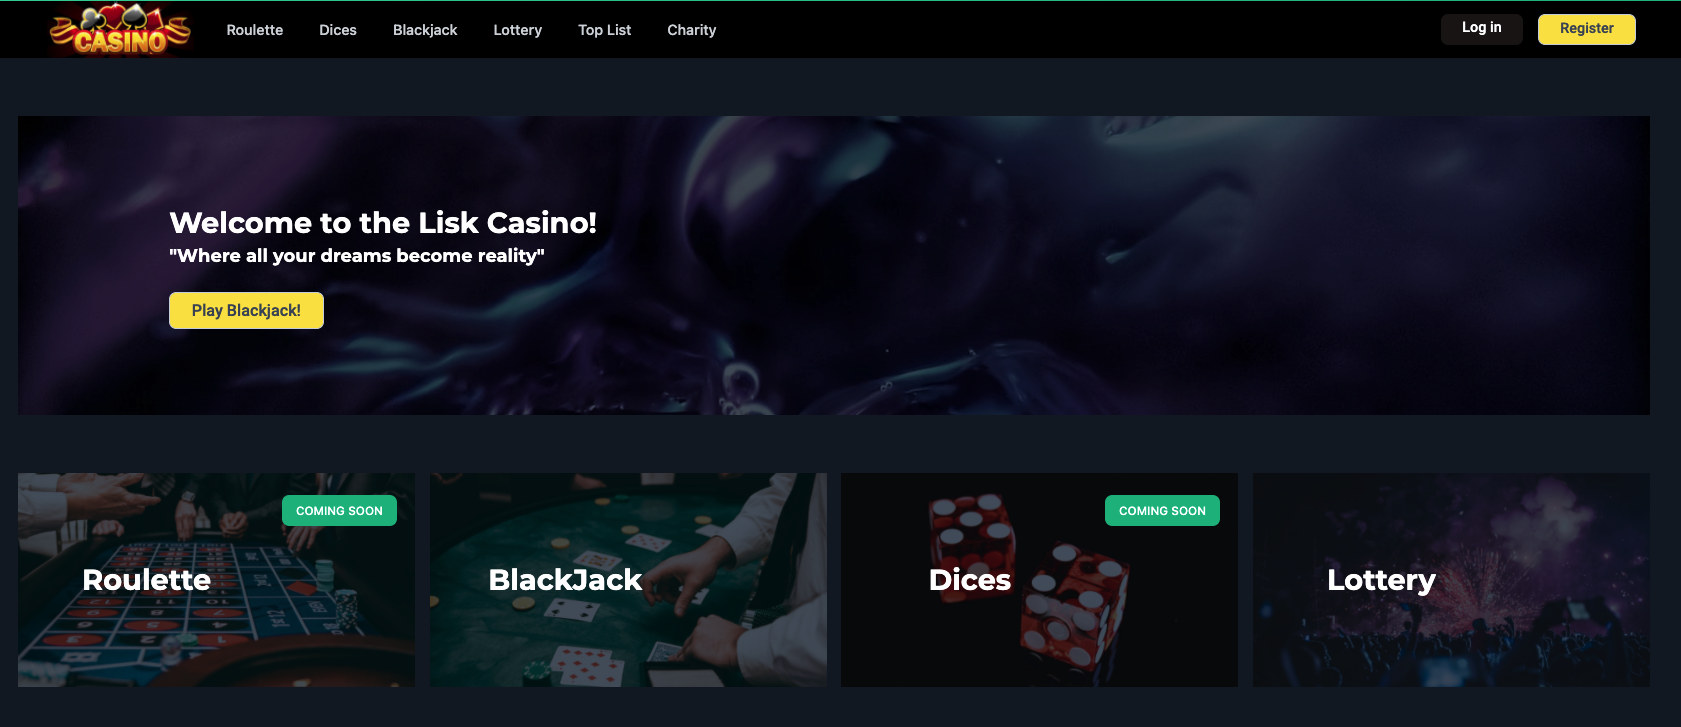 CASINO
Roulette Dices Blackjack Lottery Top List Charity Log in Register
Welcome to the Lisk Casino!
"Where all your dreams become reality"
Play Blackjack!
COMING SOON
Roulette
BlackJack
COMING SOON
Dices
Lottery